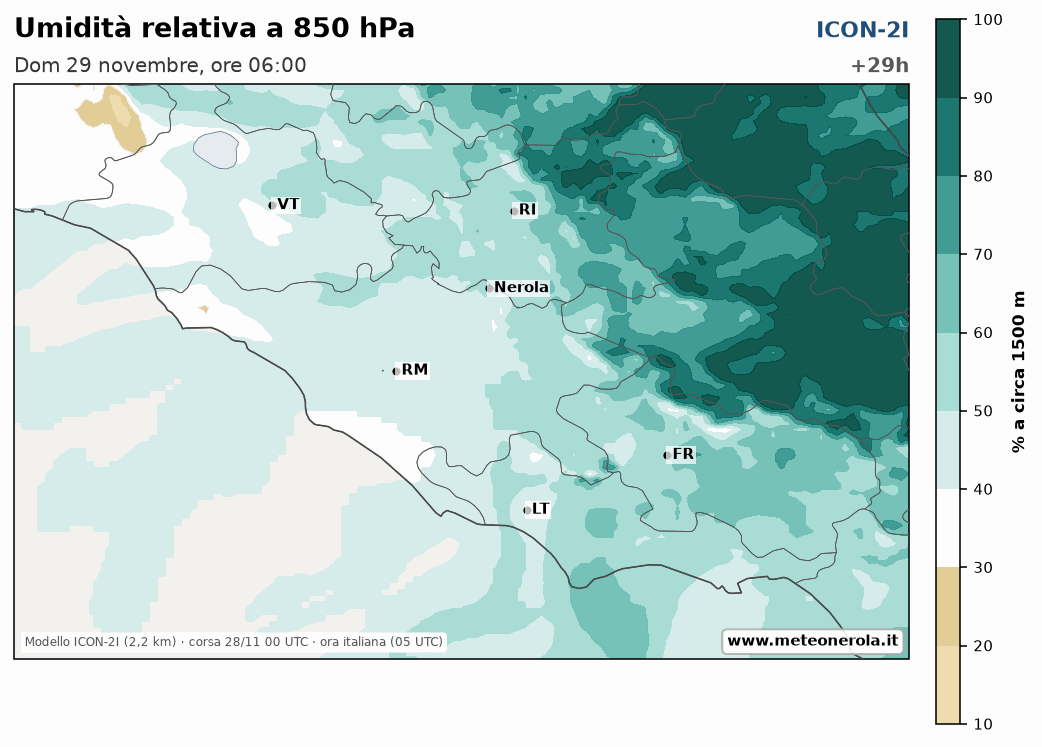 Umidità relativa a 850 hPa
ICON-2I
Dom 29 novembre, ore 06:00
+29h
VT
RI
Nerola
RM
FR
LT
Modello ICON-2I (2,2 km) · corsa 28/11 00 UTC · ora italiana (05 UTC)
www.meteonerola.it
100
90
80
70
60
50
40
30
20
10
% a circa 1500 m